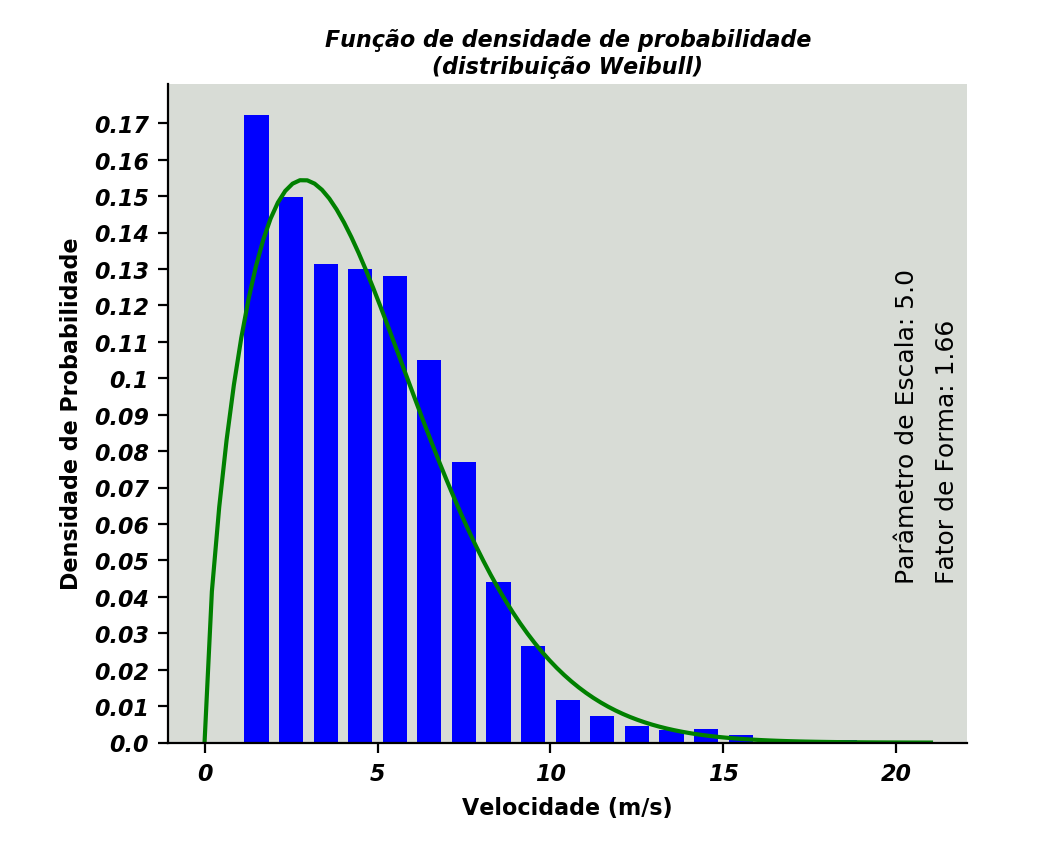 Função de densidade de probabilidade
(distribuição Weibull)
Densidade de Probabilidade
0.17
0.16
0.15
0.14
0.13
0.12
0.11
0.1
0.09
0.08
0.07
0.06
0.05
0.04
0.03
0.02
0.01
0.0
Parâmetro de Escala: 5.0
Fator de Forma: 1.66
0 5 10 15 20
Velocidade (m/s)